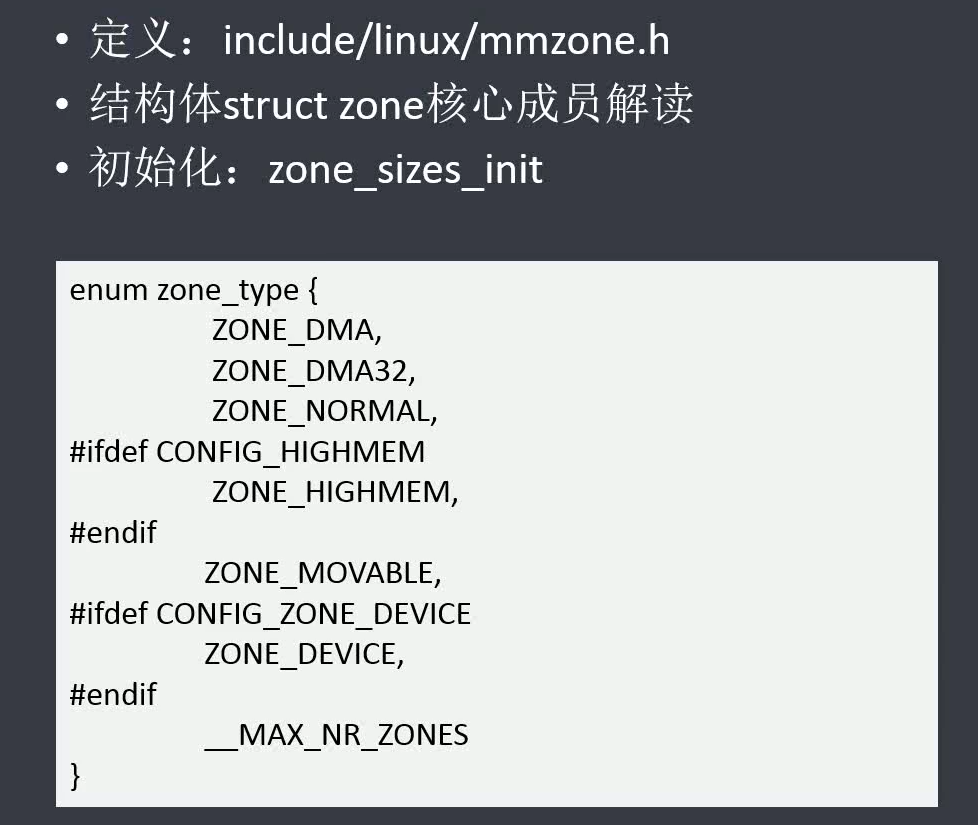 • 定义：include/linux/mmzone.h
• 结构体struct zone核心成员解读
• 初始化：zone_sizes_init
enum zone_type {
ZONE_DMA,
ZONE_DMA32,
ZONE_NORMAL,
#ifdef CONFIG_HIGHMEM
ZONE_HIGHMEM,
#endif
ZONE_MOVABLE,
#ifdef CONFIG_ZONE_DEVICE
ZONE_DEVICE,
#endif
__MAX_NR_ZONES
}